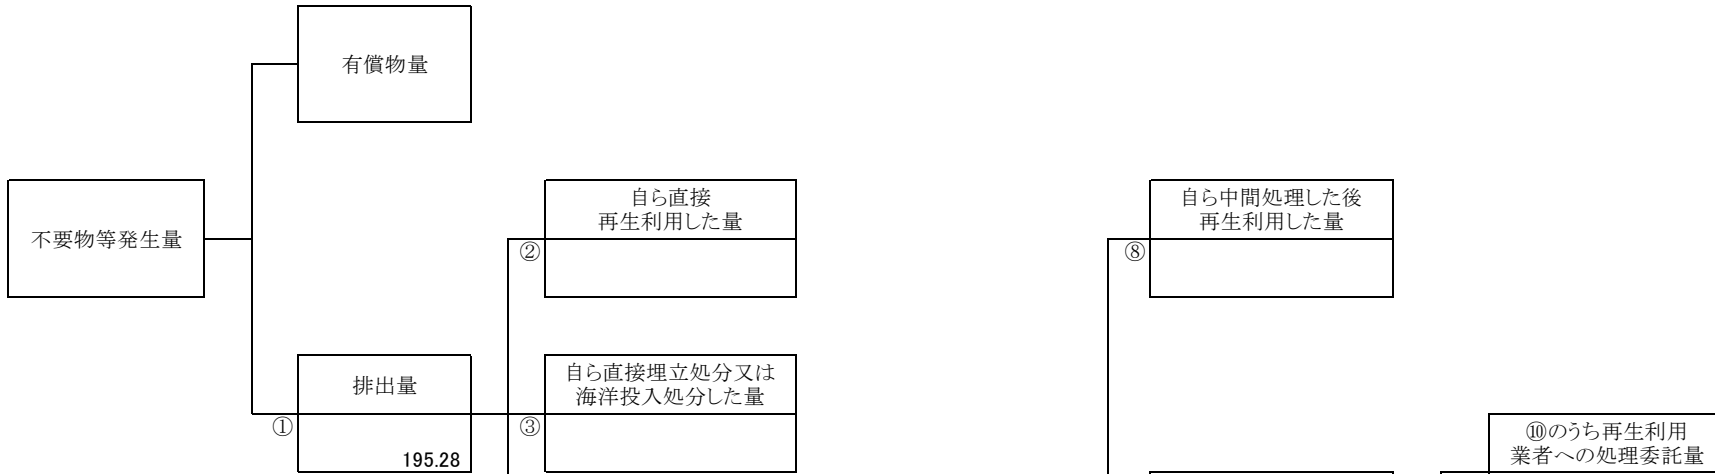 有償物量
不要物等発生量
自ら直接
再生利用した量
②
自ら中間処理した後
再生利用した量
⑧
排出量
①
195.28
自ら直接埋立処分又は
海洋投入処分した量
③
⑩のうち再生利用
業者への処理委託量